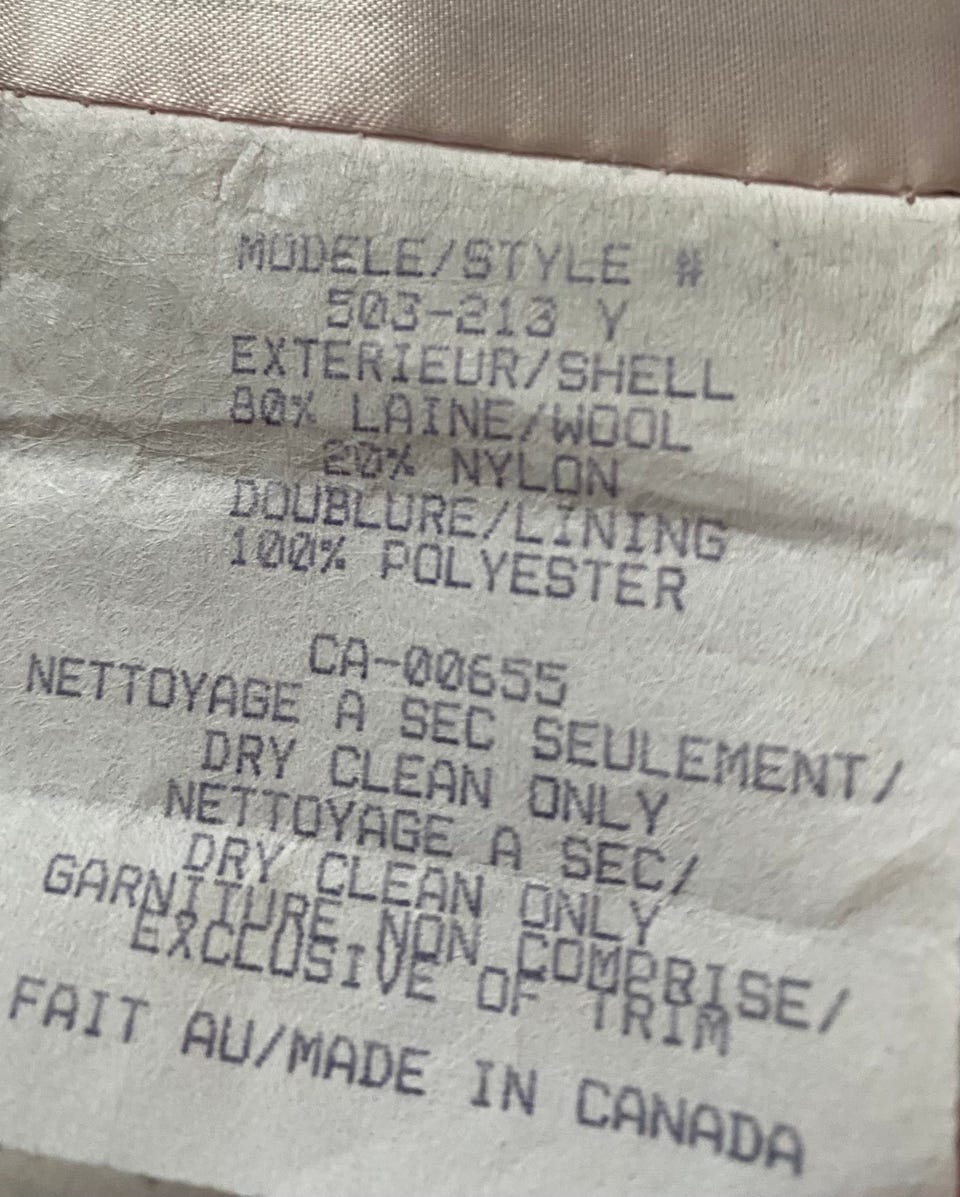 MODELE/STYLE #
503-213 Y
EXTERIEUR/SHELL
80% LAINE/WOOL
20% NYLON
DOUBLURE/LINING
100% POLYESTER
CA-00655
NETTOYAGE A SEC SEULEMENT/
DRY CLEAN ONLY
NETTOYAGE A SEC/
DRY CLEAN ONLY
GARNITURE NON COMPRISE/
EXCLUSIVE OF TRIM
FAIT AU/MADE IN CANADA